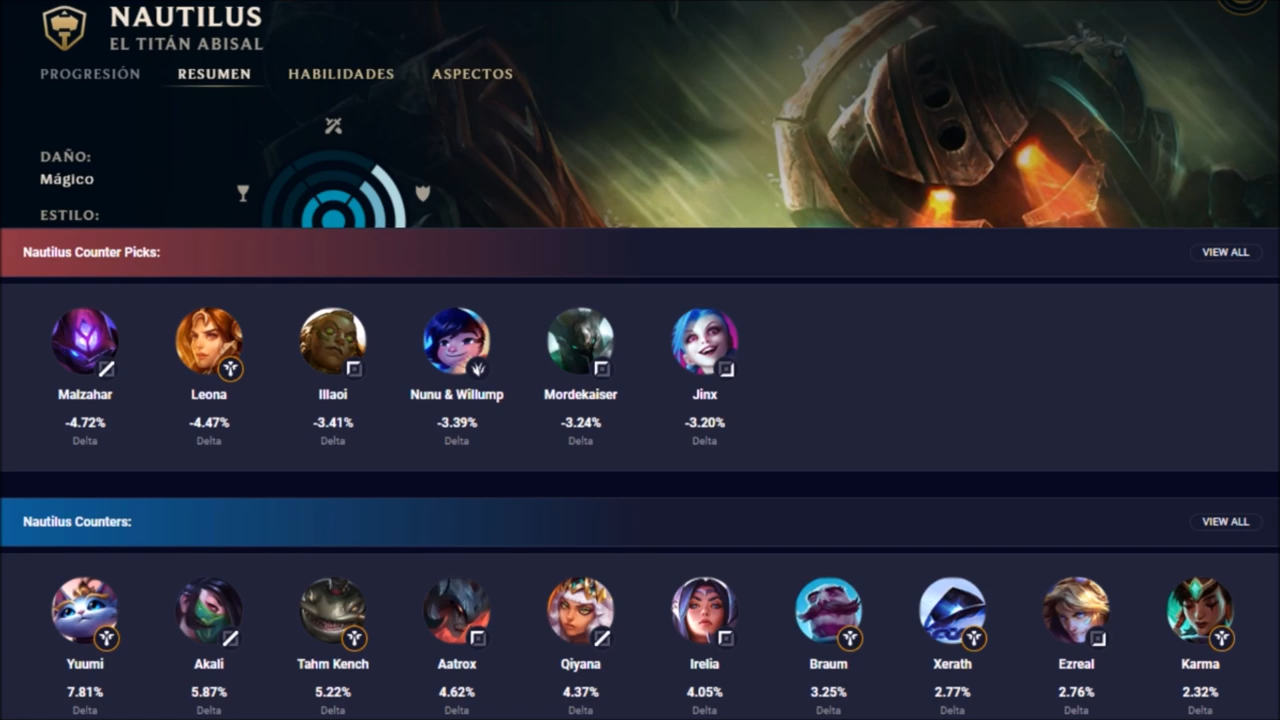 NAUTILUS
EL TITÁN ABISAL
PROGRESIÓN RESUMEN HABILIDADES ASPECTOS
DAÑO:
Mágico
ESTILO:
Nautilus Counter Picks: VIEW ALL
Malzahar Leona Illaoi Nunu & Willump Mordekaiser Jinx
-4.72% -4.47% -3.41% -3.39% -3.24% -3.20%
Delta Delta Delta Delta Delta Delta
Nautilus Counters: VIEW ALL
Yuumi Akali Tahm Kench Aatrox Qiyana Irelia Braum Xerath Ezreal Karma
7.81% 5.87% 5.22% 4.62% 4.37% 4.05% 3.25% 2.77% 2.76% 2.32%
Delta Delta Delta Delta Delta Delta Delta Delta Delta Delta